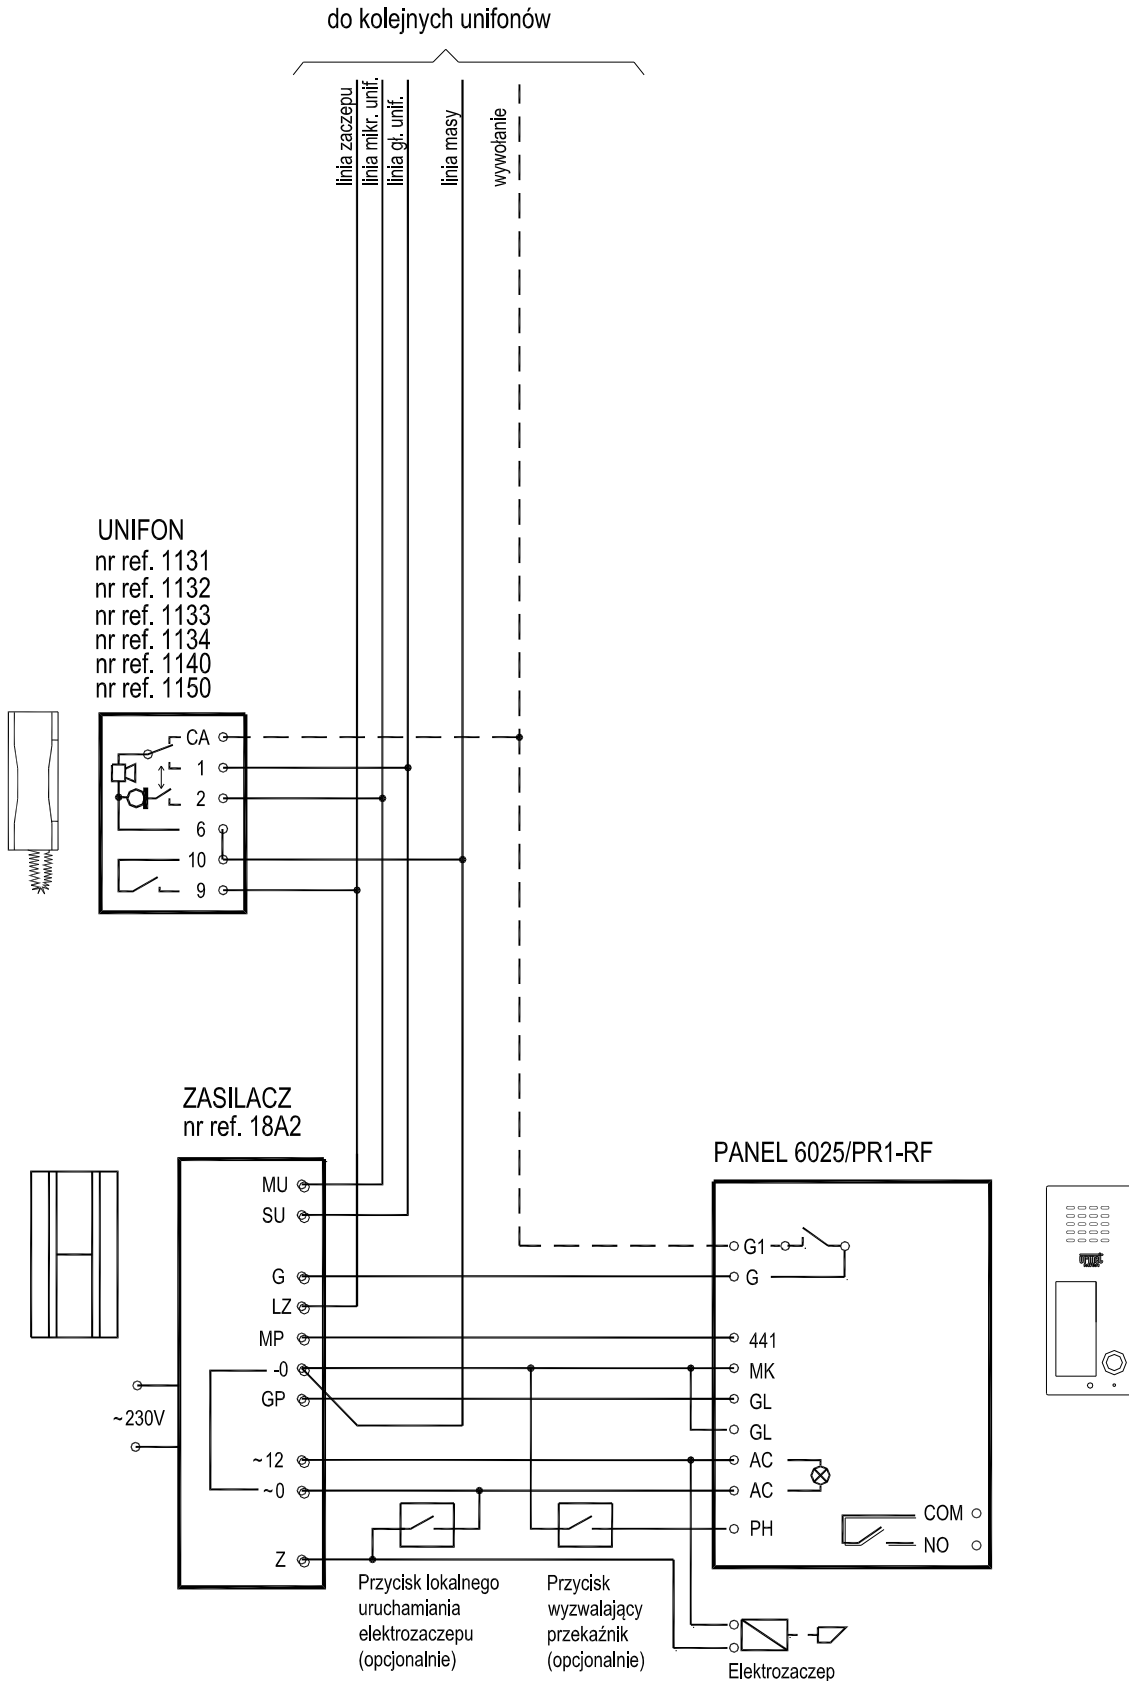 do kolejnych unifonów
linia zaczepu
linia mikr. unif.
linia gł. unif.
linia masy
wywołanie
UNIFON
nr ref. 1131
nr ref. 1132
nr ref. 1133
nr ref. 1134
nr ref. 1140
nr ref. 1150
CA
1
2
6
10
9
ZASILACZ
nr ref. 18A2
MU
SU
G
LZ
MP
-0
GP
~12
~0
Z
~230V
PANEL 6025/PR1-RF
G1
G
441
MK
GL
GL
AC
AC
PH
COM
NO
Przycisk lokalnego
uruchamiania
elektrozaczepu
(opcjonalnie)
Przycisk
wyzwalający
przekaźnik
(opcjonalnie)
Elektrozaczep